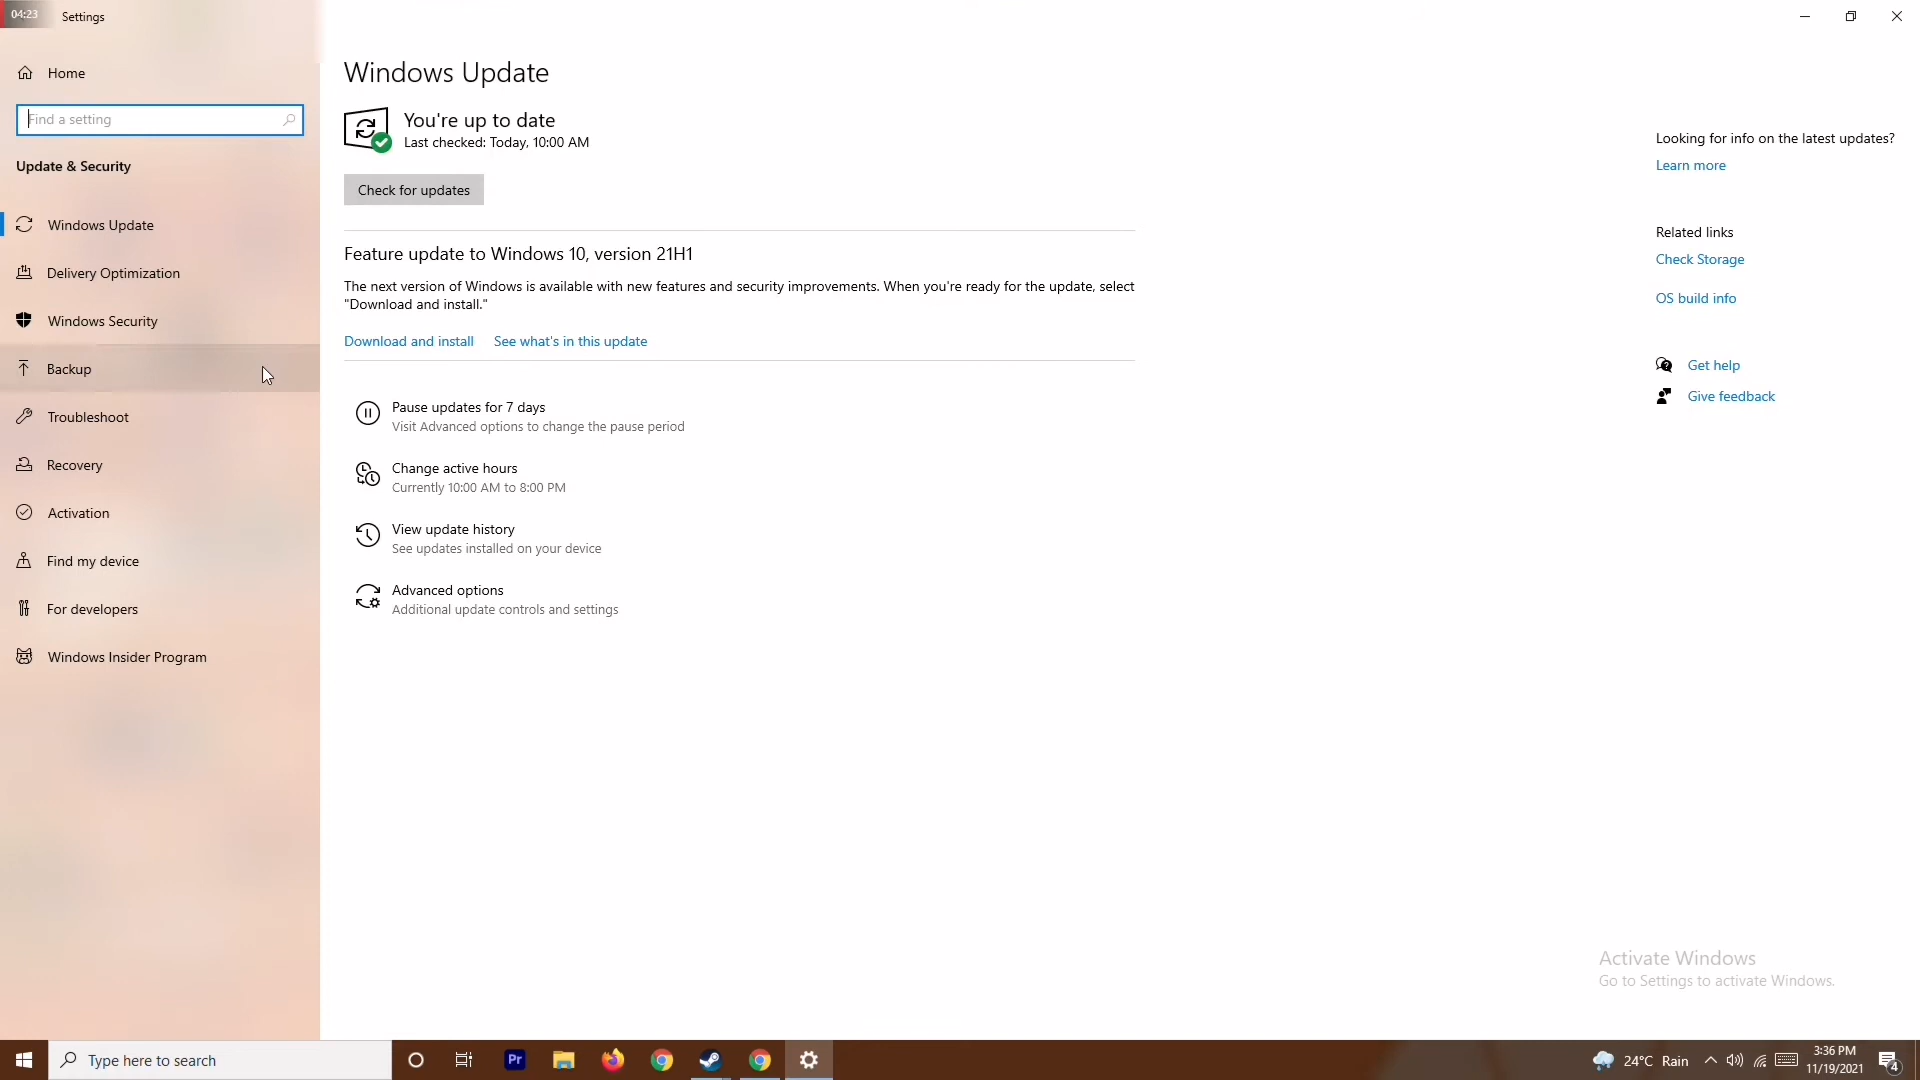 04:23
Settings
Home
Find a setting
Update & Security
Windows Update
Delivery Optimization
Windows Security
Backup
Troubleshoot
Recovery
Activation
Find my device
For developers
Windows Insider Program
Windows Update
You're up to date
Last checked: Today, 10:00 AM
Check for updates
Feature update to Windows 10, version 21H1
The next version of Windows is available with new features and security improvements. When you're ready for the update, select
"Download and install."
Download and install See what's in this update
Pause updates for 7 days
Visit Advanced options to change the pause period
Change active hours
Currently 10:00 AM to 8:00 PM
View update history
See updates installed on your device
Advanced options
Additional update controls and settings
Looking for info on the latest updates?
Learn more
Related links
Check Storage
OS build info
Get help
Give feedback
Activate Windows
Go to Settings to activate Windows.
Type here to search
Pr
24°C Rain
3:36 PM
11/19/2021
4